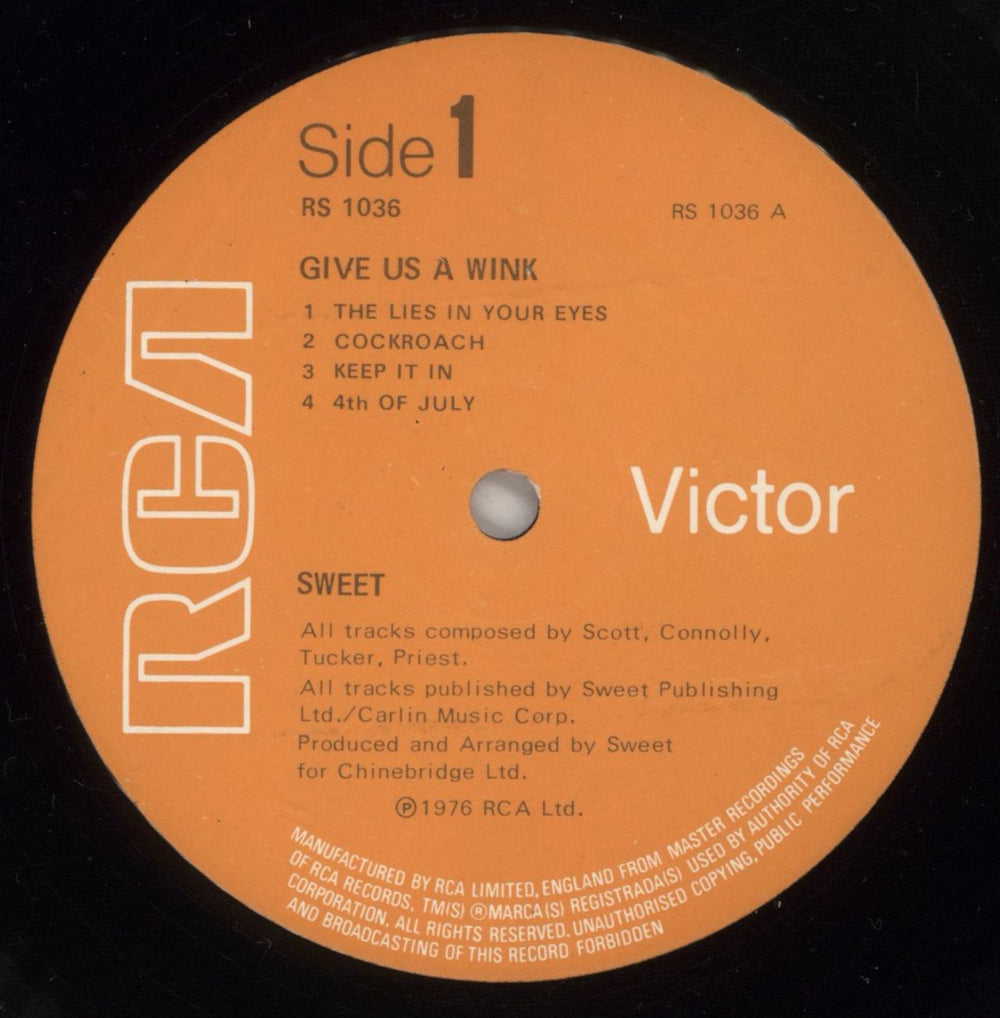 Side 1
RS 1036
RS 1036 A
GIVE US A WINK
1 THE LIES IN YOUR EYES
2 COCKROACH
3 KEEP IT IN
4 4th OF JULY
RCA
Victor
SWEET
All tracks composed by Scott, Connolly,
Tucker, Priest.
All tracks published by Sweet Publishing
Ltd./Carlin Music Corp.
Produced and Arranged by Sweet
for Chinebridge Ltd.
℗1976 RCA Ltd.
MANUFACTURED BY RCA LIMITED, ENGLAND FROM MASTER RECORDINGS
OF RCA RECORDS. TM(S) ®MARCA(S) REGISTRADA(S) USED BY AUTHORITY OF RCA
CORPORATION. ALL RIGHTS RESERVED. UNAUTHORISED COPYING, PUBLIC PERFORMANCE
AND BROADCASTING OF THIS RECORD FORBIDDEN